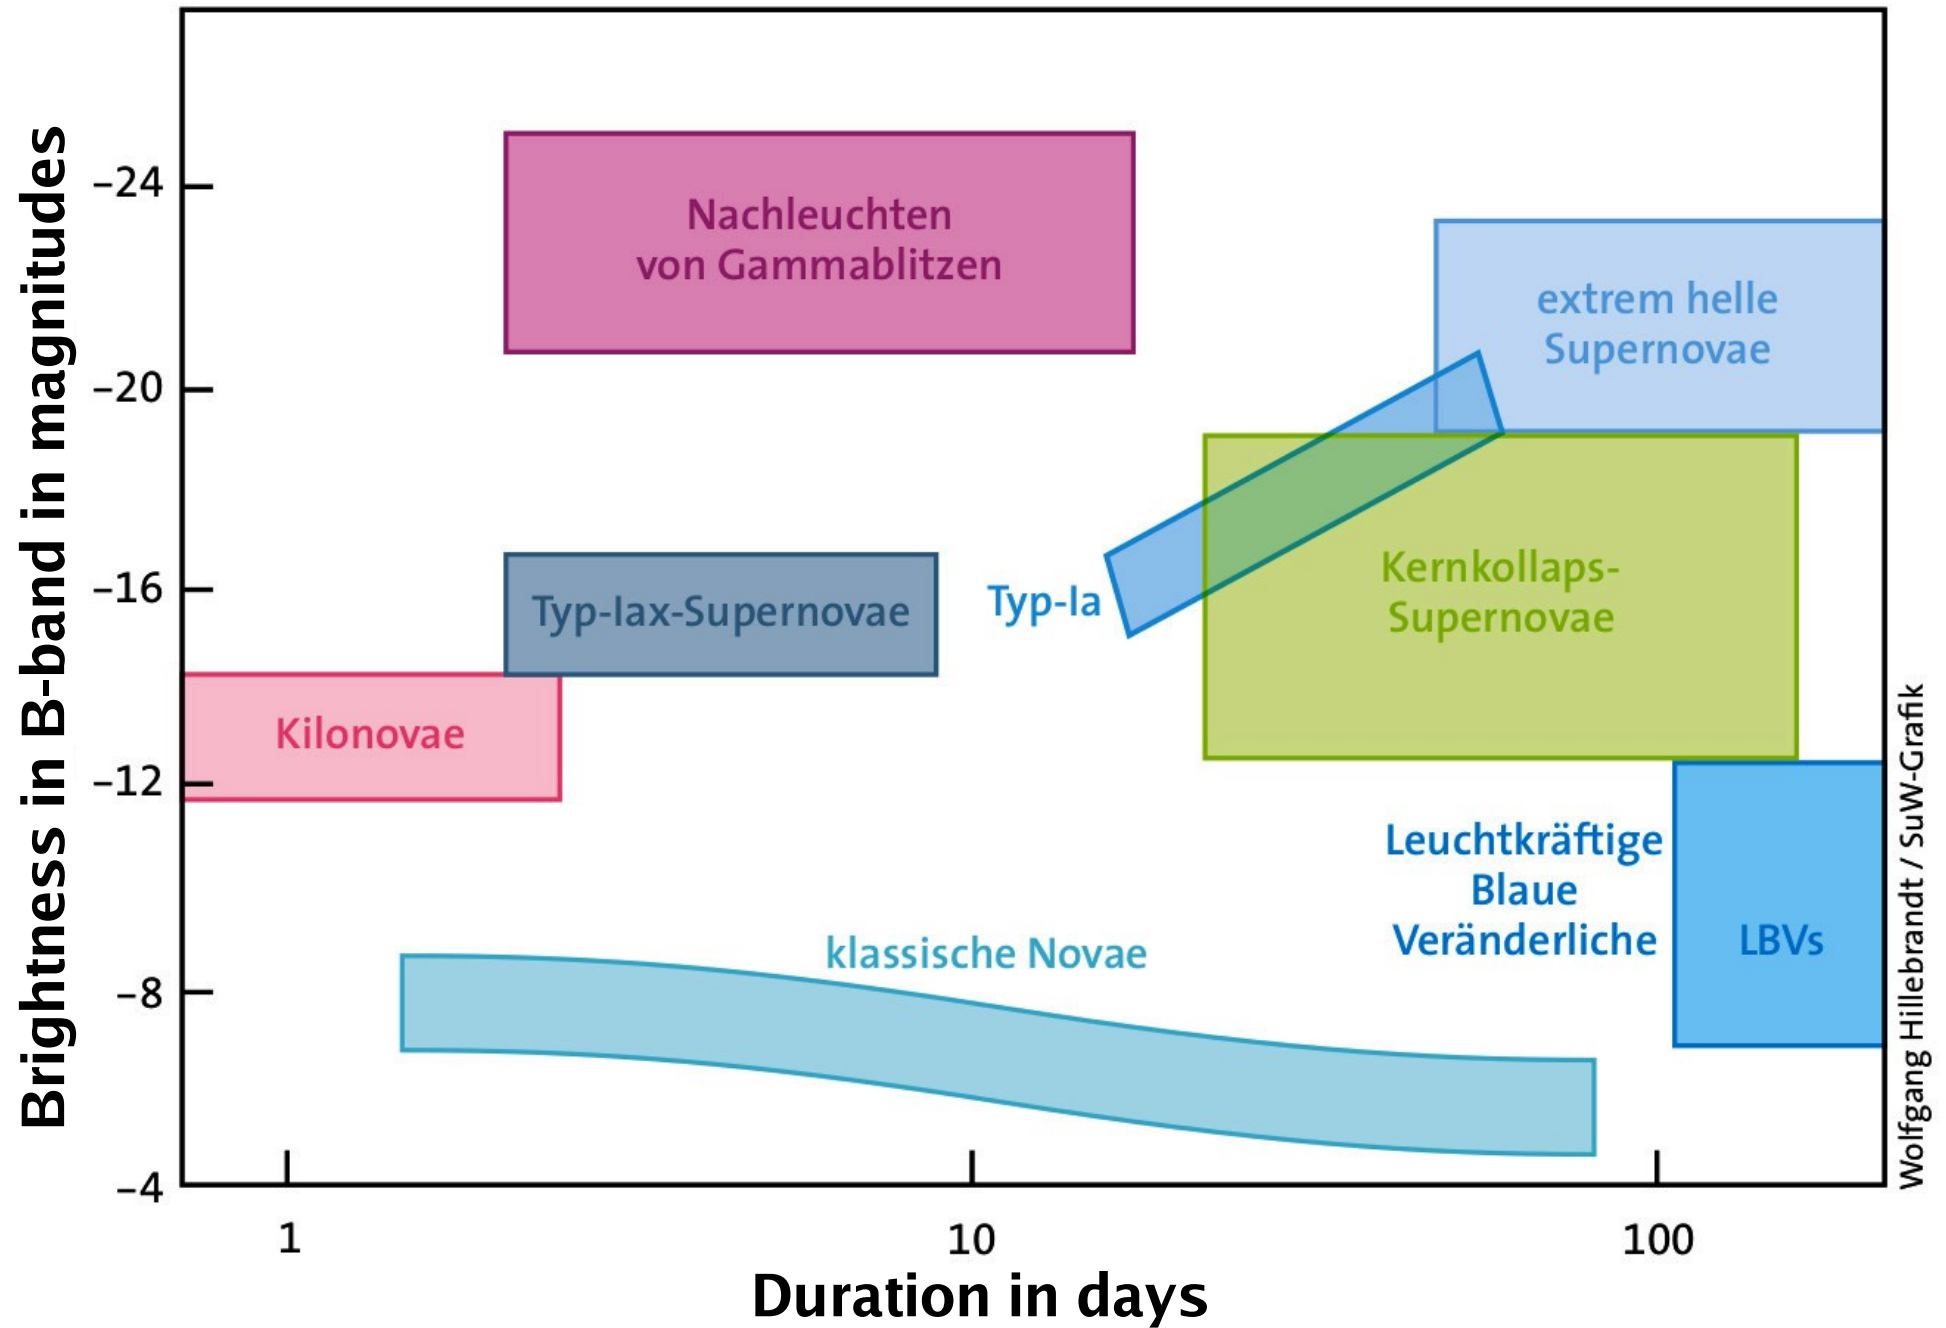 Brightness in B-band in magnitudes
−24
−20
−16
−12
−8
−4
Nachleuchten
von Gammablitzen
extrem helle
Supernovae
Typ-Iax-Supernovae
Typ-Ia
Kernkollaps-
Supernovae
Kilonovae
Leuchtkräftige
Blaue
Veränderliche
LBVs
klassische Novae
1
10
100
Duration in days
Wolfgang Hillebrandt / SuW-Grafik